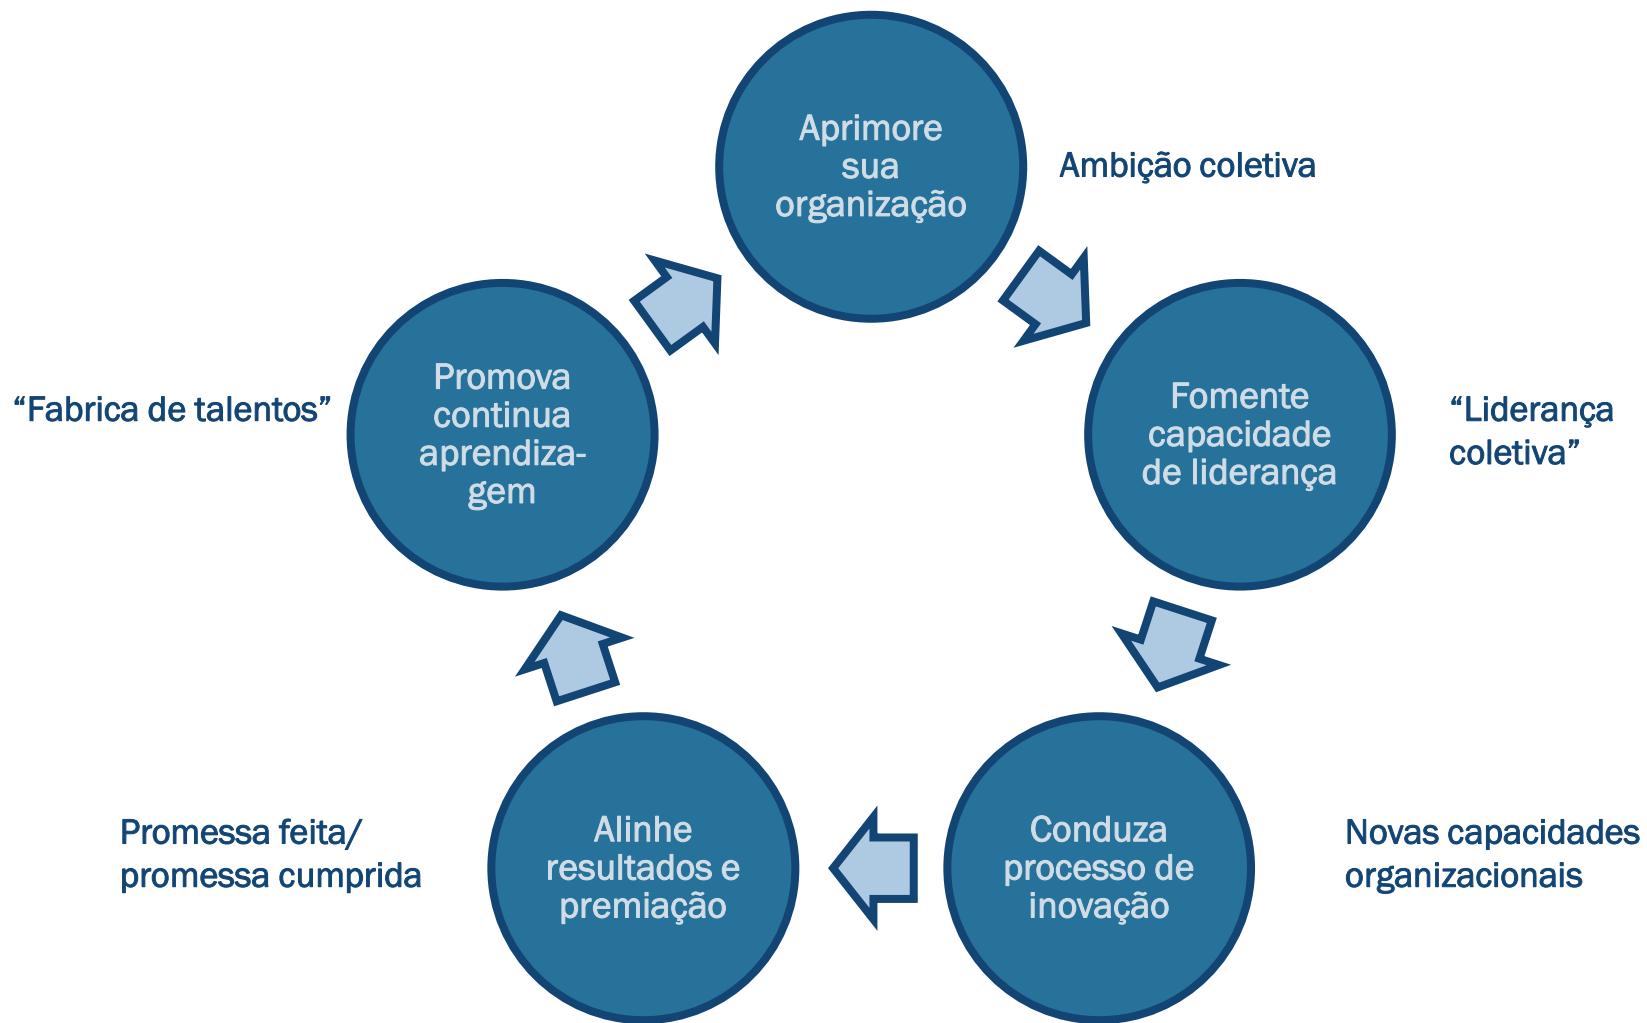 Aprimore
sua
organização
Ambição coletiva
Fomente
capacidade
de liderança
“Liderança
coletiva”
Conduza
processo de
inovação
Novas capacidades
organizacionais
Alinhe
resultados e
premiação
Promessa feita/
promessa cumprida
Promova
continua
aprendiza-
gem
“Fabrica de talentos”